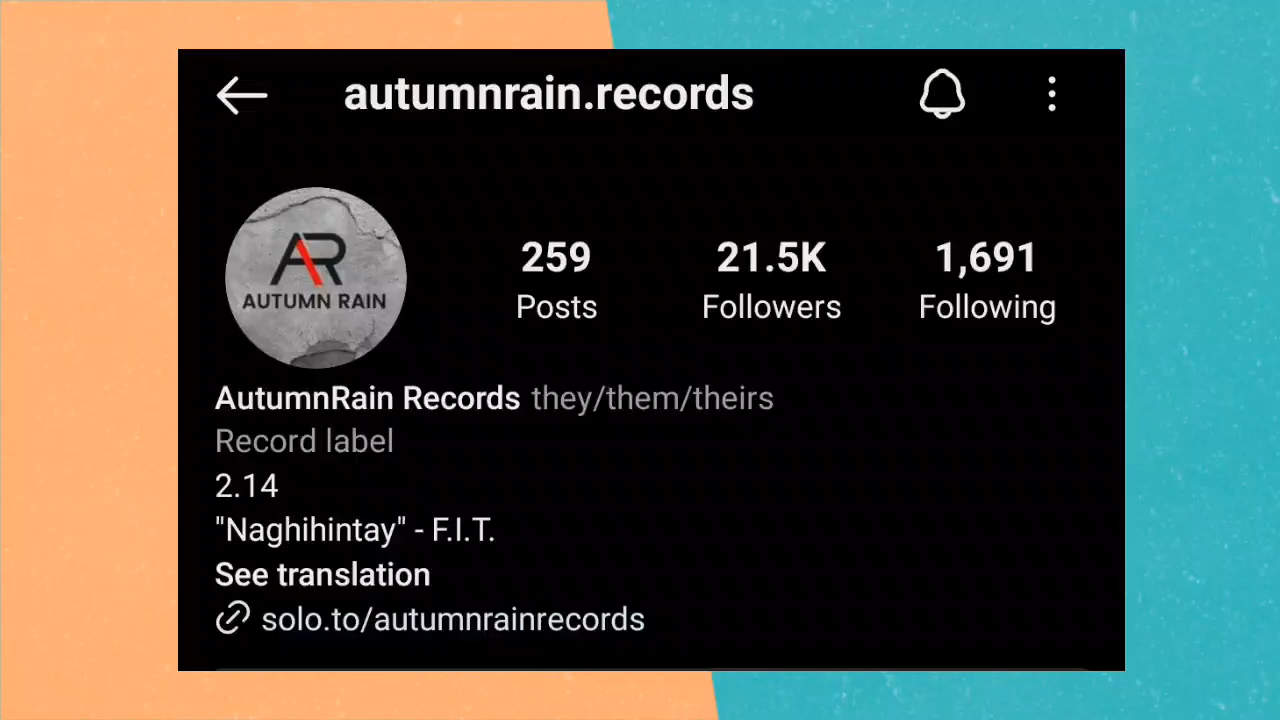 autumnrain.records
AR
AUTUMN RAIN
259 21.5K 1,691
Posts Followers Following
AutumnRain Records they/them/theirs
Record label
2.14
"Naghihintay" - F.I.T.
See translation
solo.to/autumnrainrecords